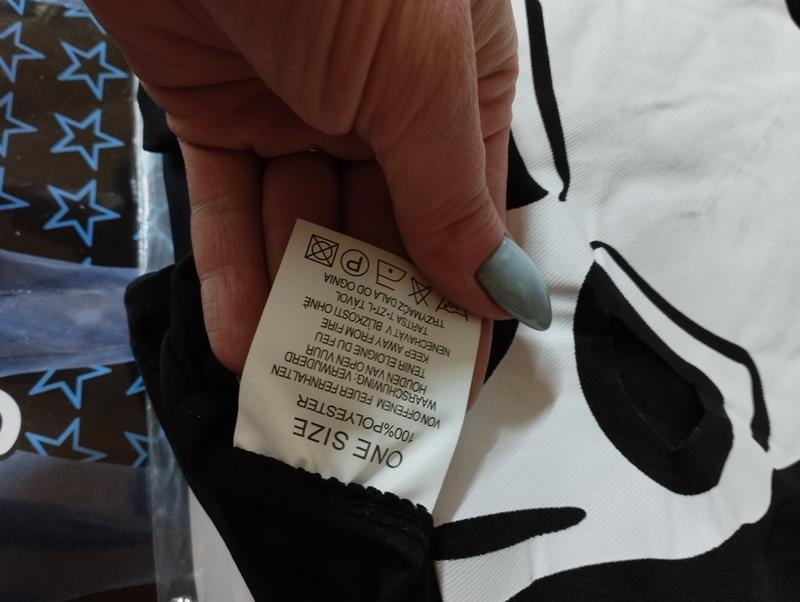 ONE SIZE
100%POLYESTER
VON OFFENEM FEUER FERNHALTEN
WAARSCHUWING: VERWIJDERD
HOUDEN VAN OPEN VUUR
TENIR ELOIGNE DU FEU
KEEP AWAY FROM FIRE
NENECHÁVAT V BLÍZKOSTI OHNĚ
TARTSA T•ZT•L TÁVOL
TRZYMAĆ DALA OD OGNIA
P